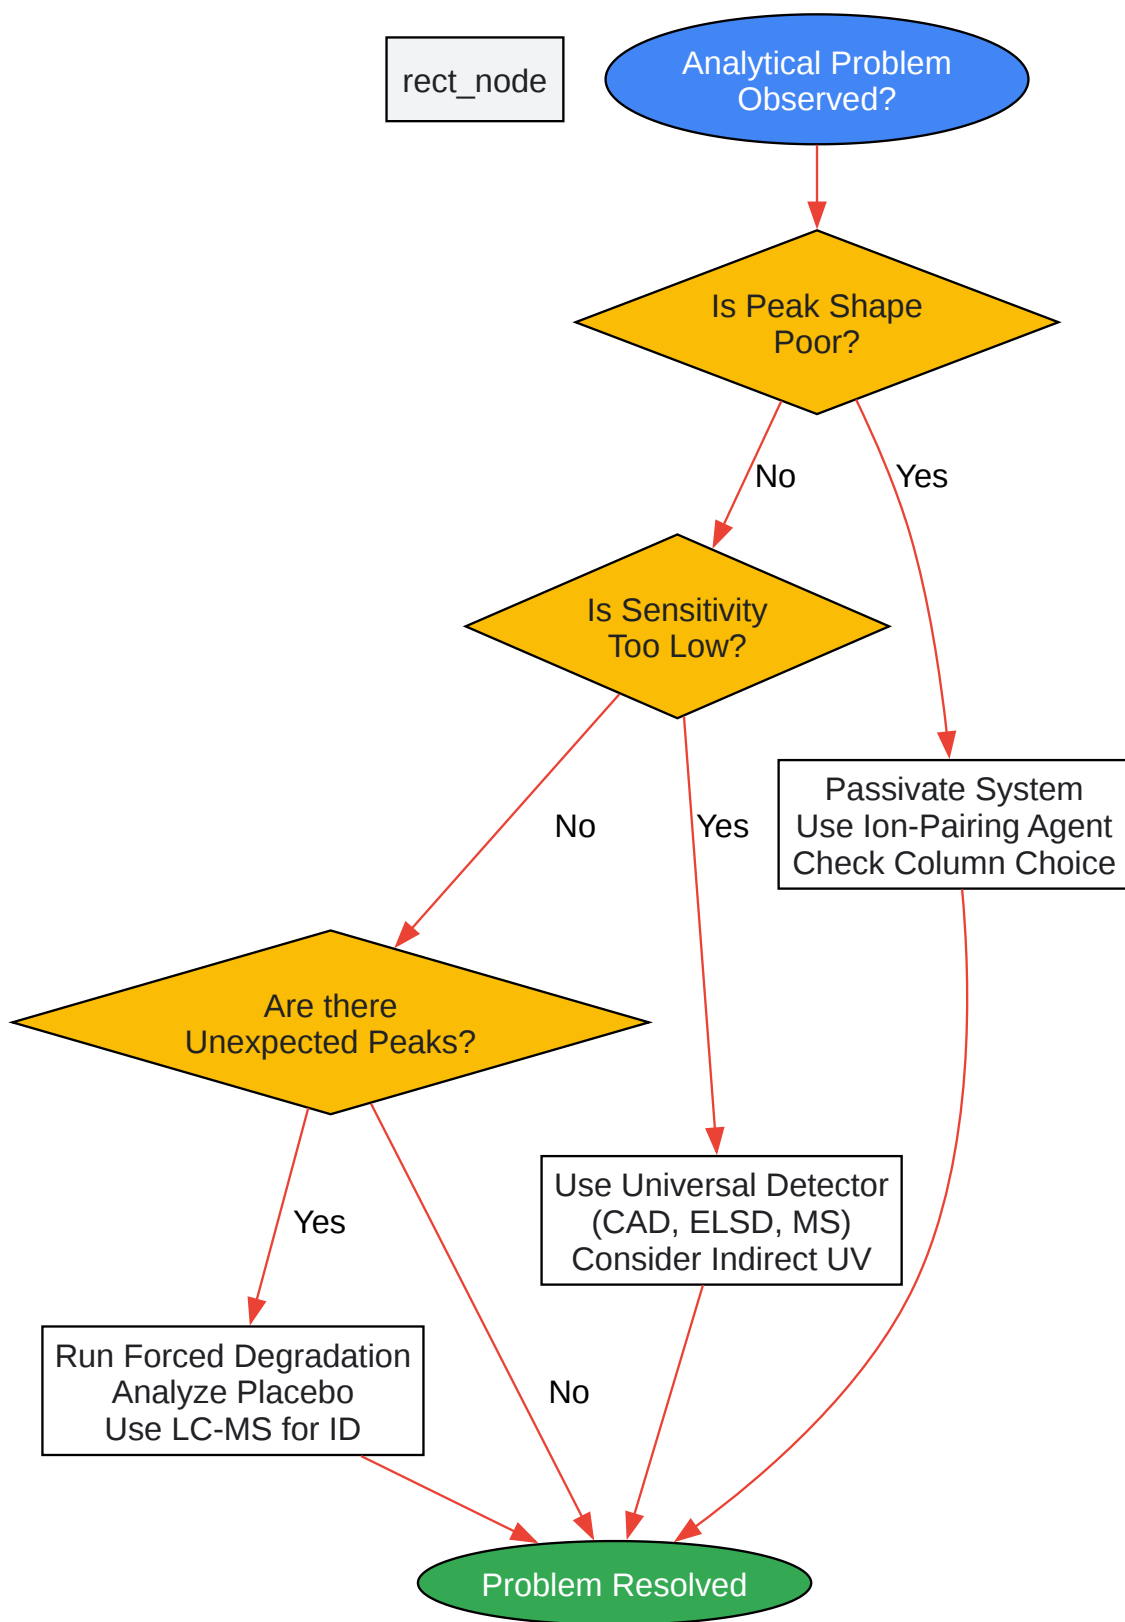 rect_node
Analytical Problem
Observed?
Is Peak Shape
Poor?
No
Yes
Is Sensitivity
Too Low?
Passivate System
Use Ion-Pairing Agent
Check Column Choice
No
Yes
Are there
Unexpected Peaks?
Use Universal Detector
(CAD, ELSD, MS)
Consider Indirect UV
Yes
Run Forced Degradation
Analyze Placebo
Use LC-MS for ID
No
Problem Resolved